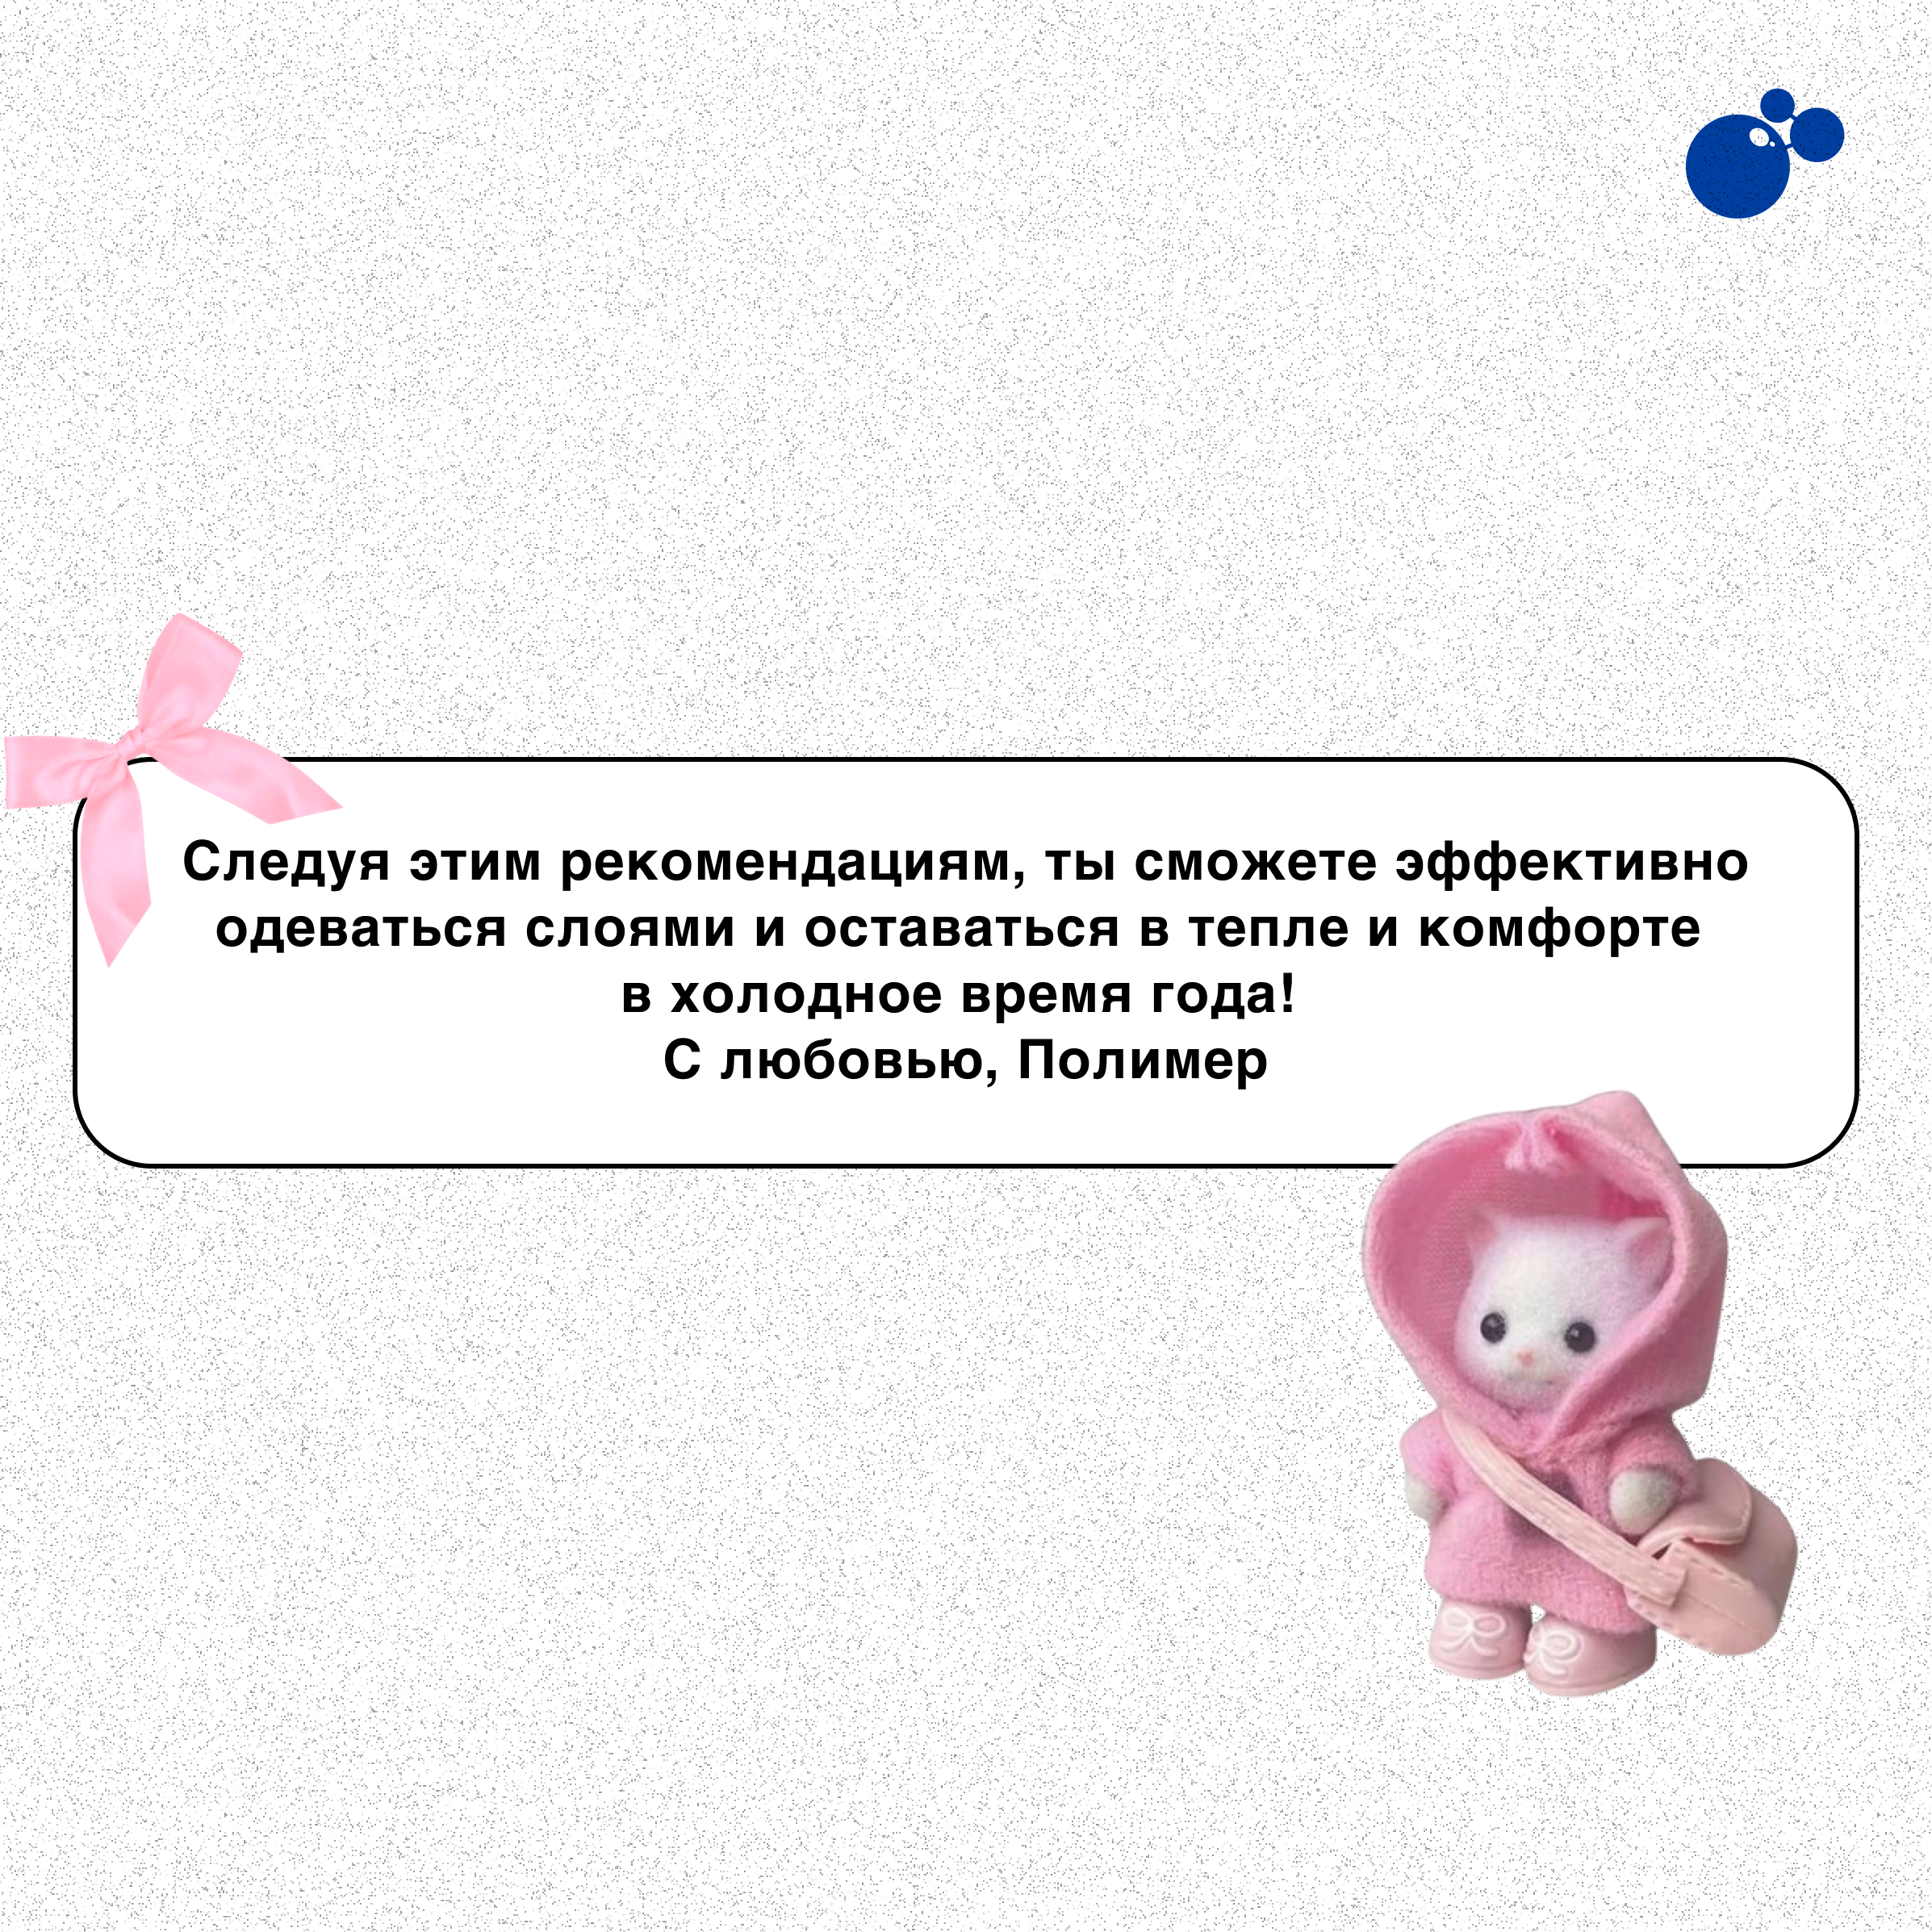 Следуя этим рекомендациям, ты сможете эффективно
одеваться слоями и оставаться в тепле и комфорте
в холодное время года!
С любовью, Полимер